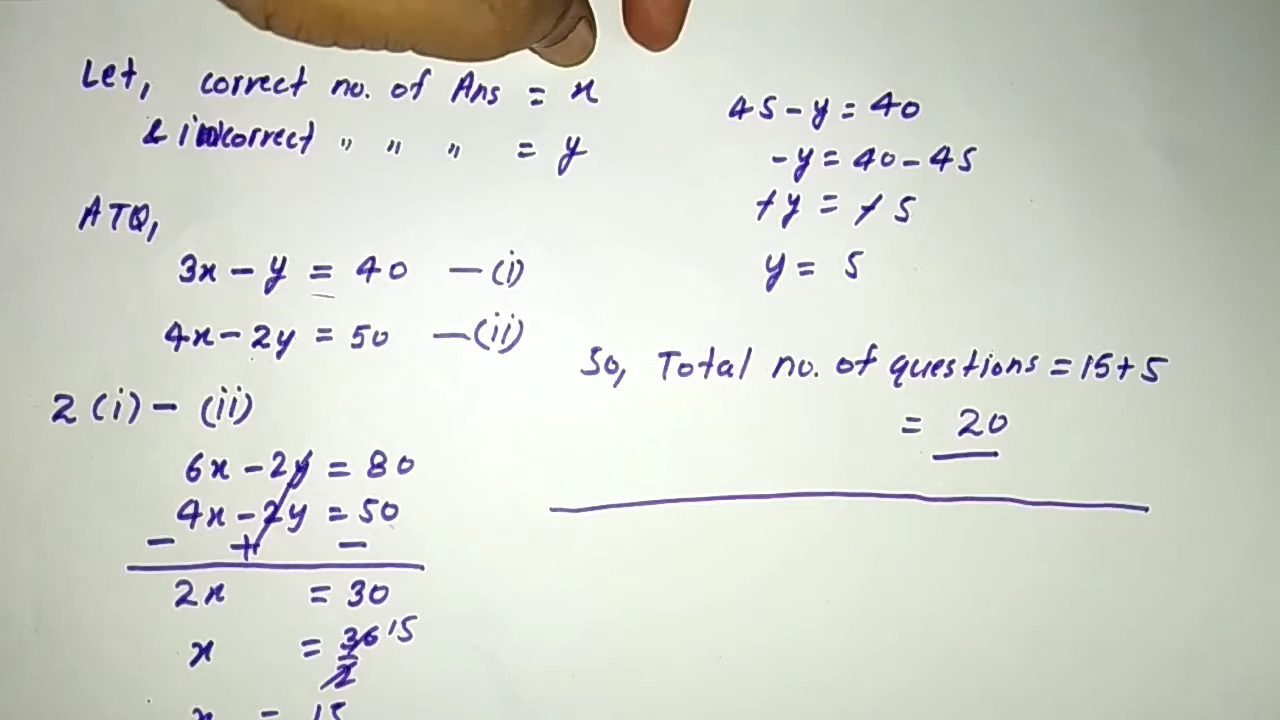 Let, correct no. of Ans = x
& incorrect " " " = y
ATQ,
3x - y = 40 - (i)
4x - 2y = 50 - (ii)
2 (i) - (ii)
6x - 2y = 80
4x - 2y = 50
- + -
2x = 30
x = 30/2 15
x = 15
45 - y = 40
- y = 40 - 45
+y = +5
y = 5
So, Total no. of questions = 15 + 5
= 20